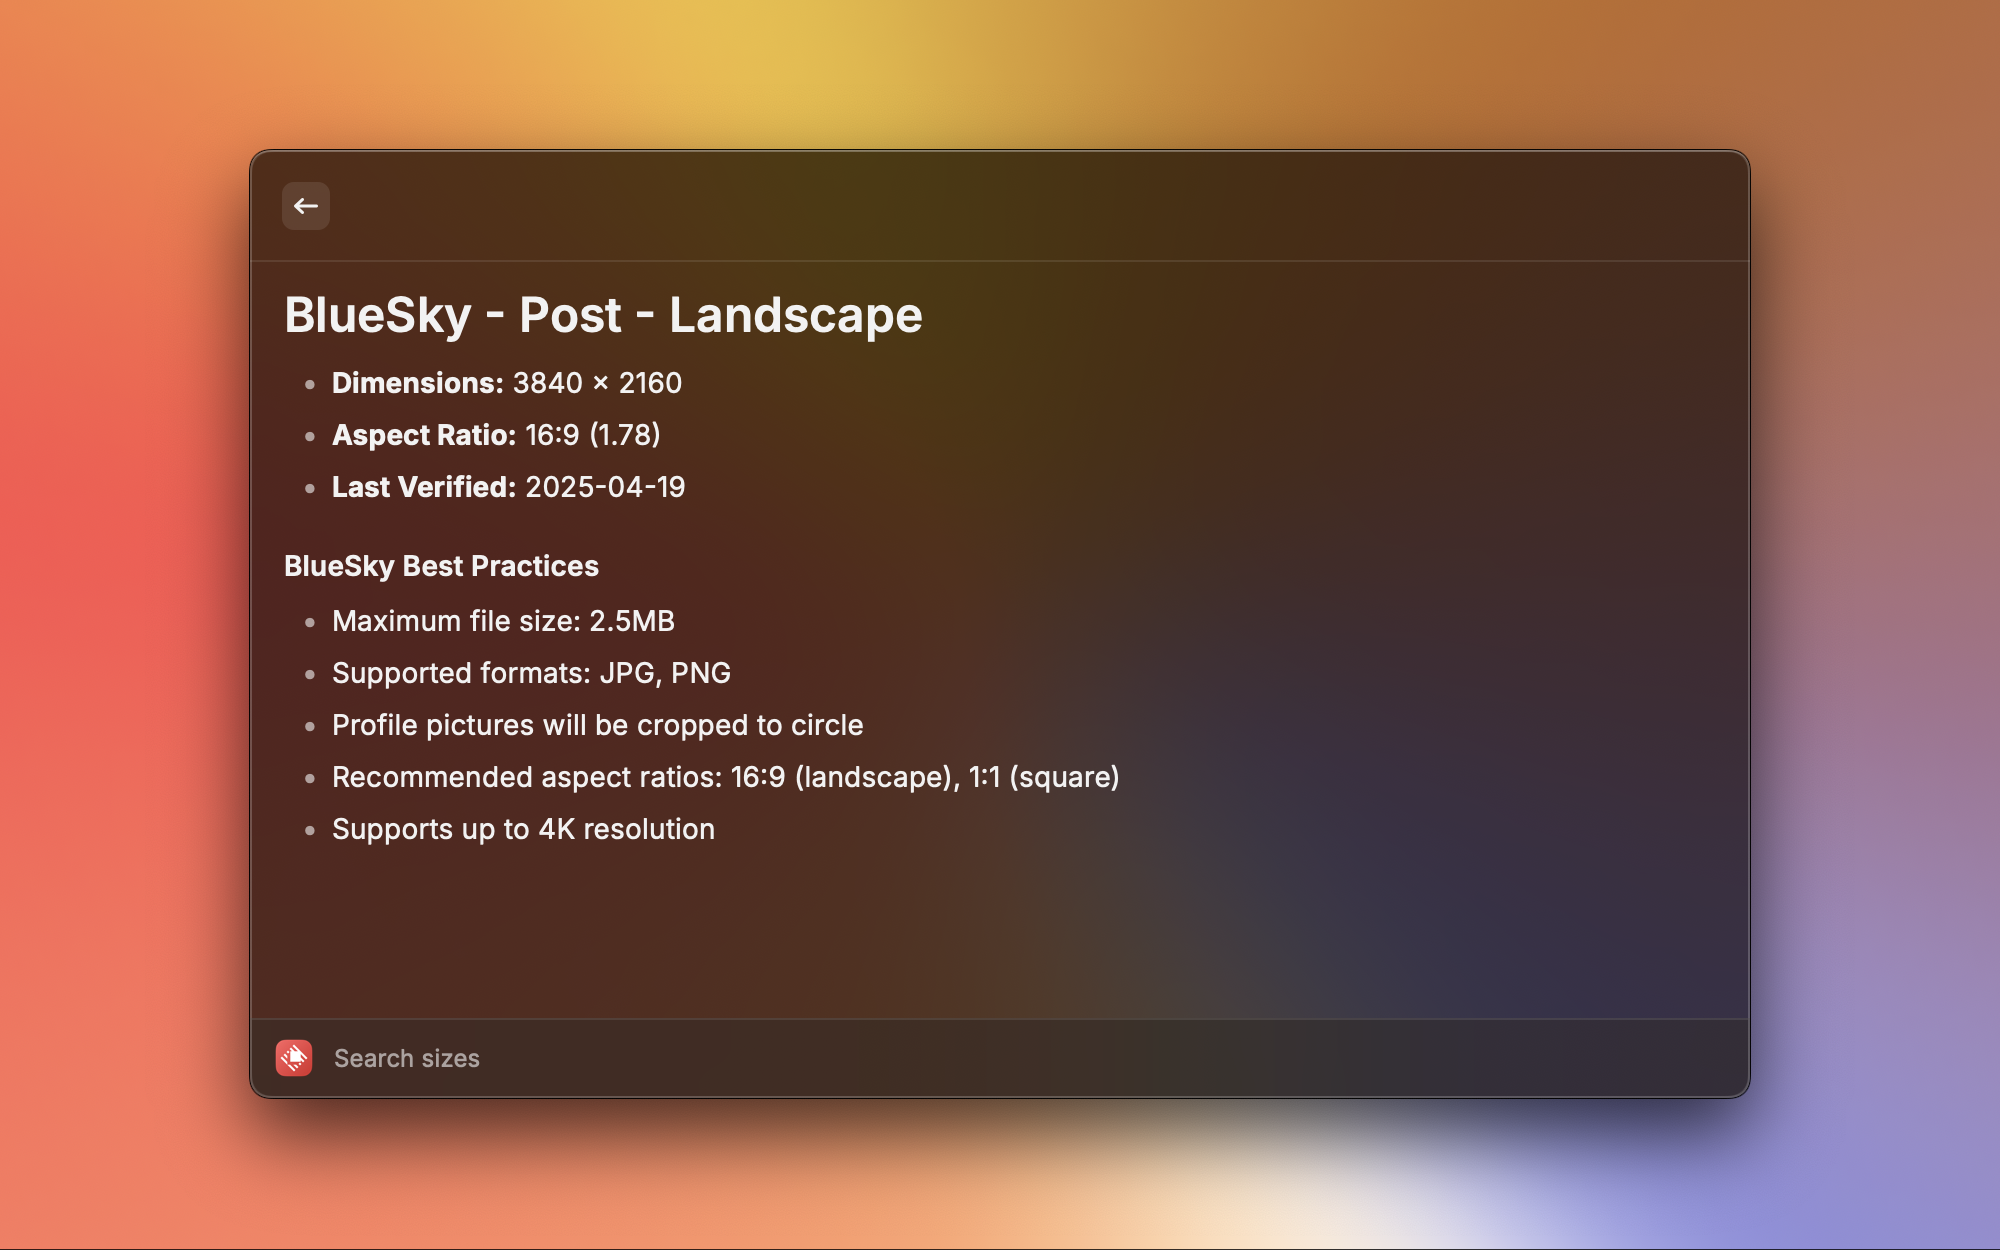 BlueSky - Post - Landscape
Dimensions: 3840 × 2160
Aspect Ratio: 16:9 (1.78)
Last Verified: 2025-04-19
BlueSky Best Practices
Maximum file size: 2.5MB
Supported formats: JPG, PNG
Profile pictures will be cropped to circle
Recommended aspect ratios: 16:9 (landscape), 1:1 (square)
Supports up to 4K resolution
Search sizes